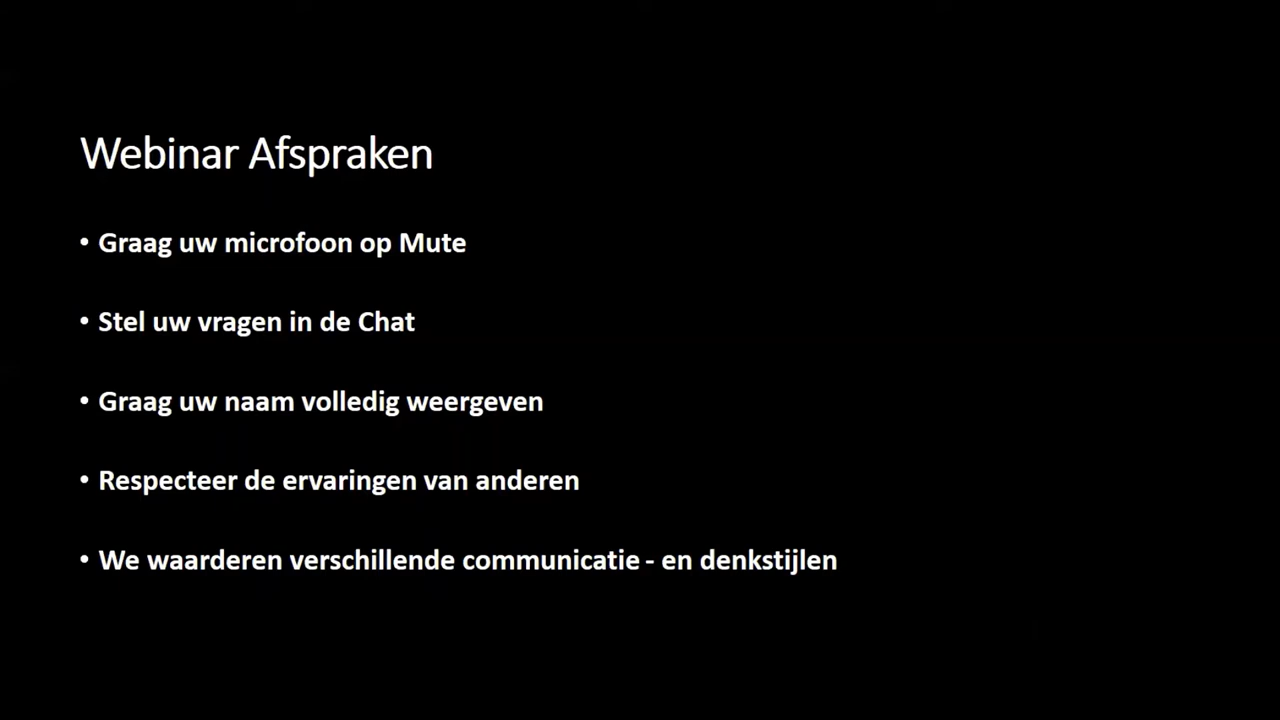 Webinar Afspraken
• Graag uw microfoon op Mute
• Stel uw vragen in de Chat
• Graag uw naam volledig weergeven
• Respecteer de ervaringen van anderen
• We waarderen verschillende communicatie - en denkstijlen